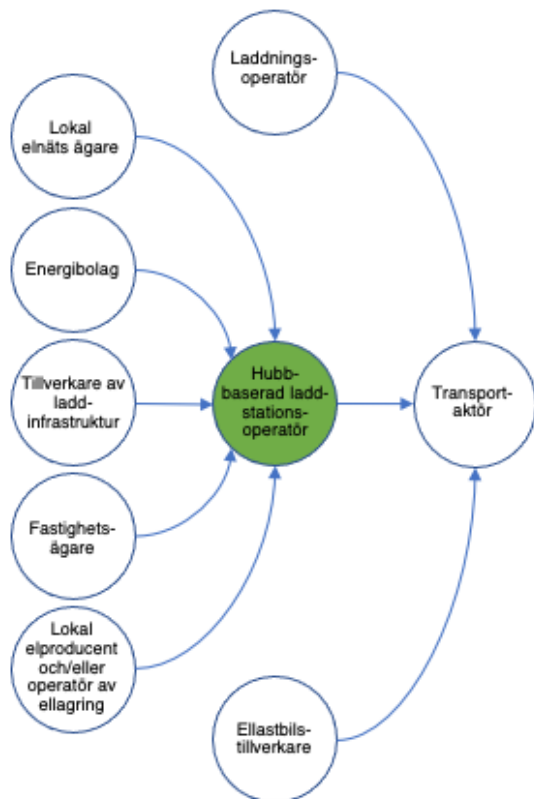 Laddnings-
operatör
Lokal
elnäts ägare
Energibolag
Tillverkare av
ladd-
infrastruktur
Hubb-
baserad ladd-
stations-
operatör
Transport-
aktör
Fastighets-
ägare
Lokal
elproducent
och/eller
operatör av
ellagring
Ellastbils-
tillverkare